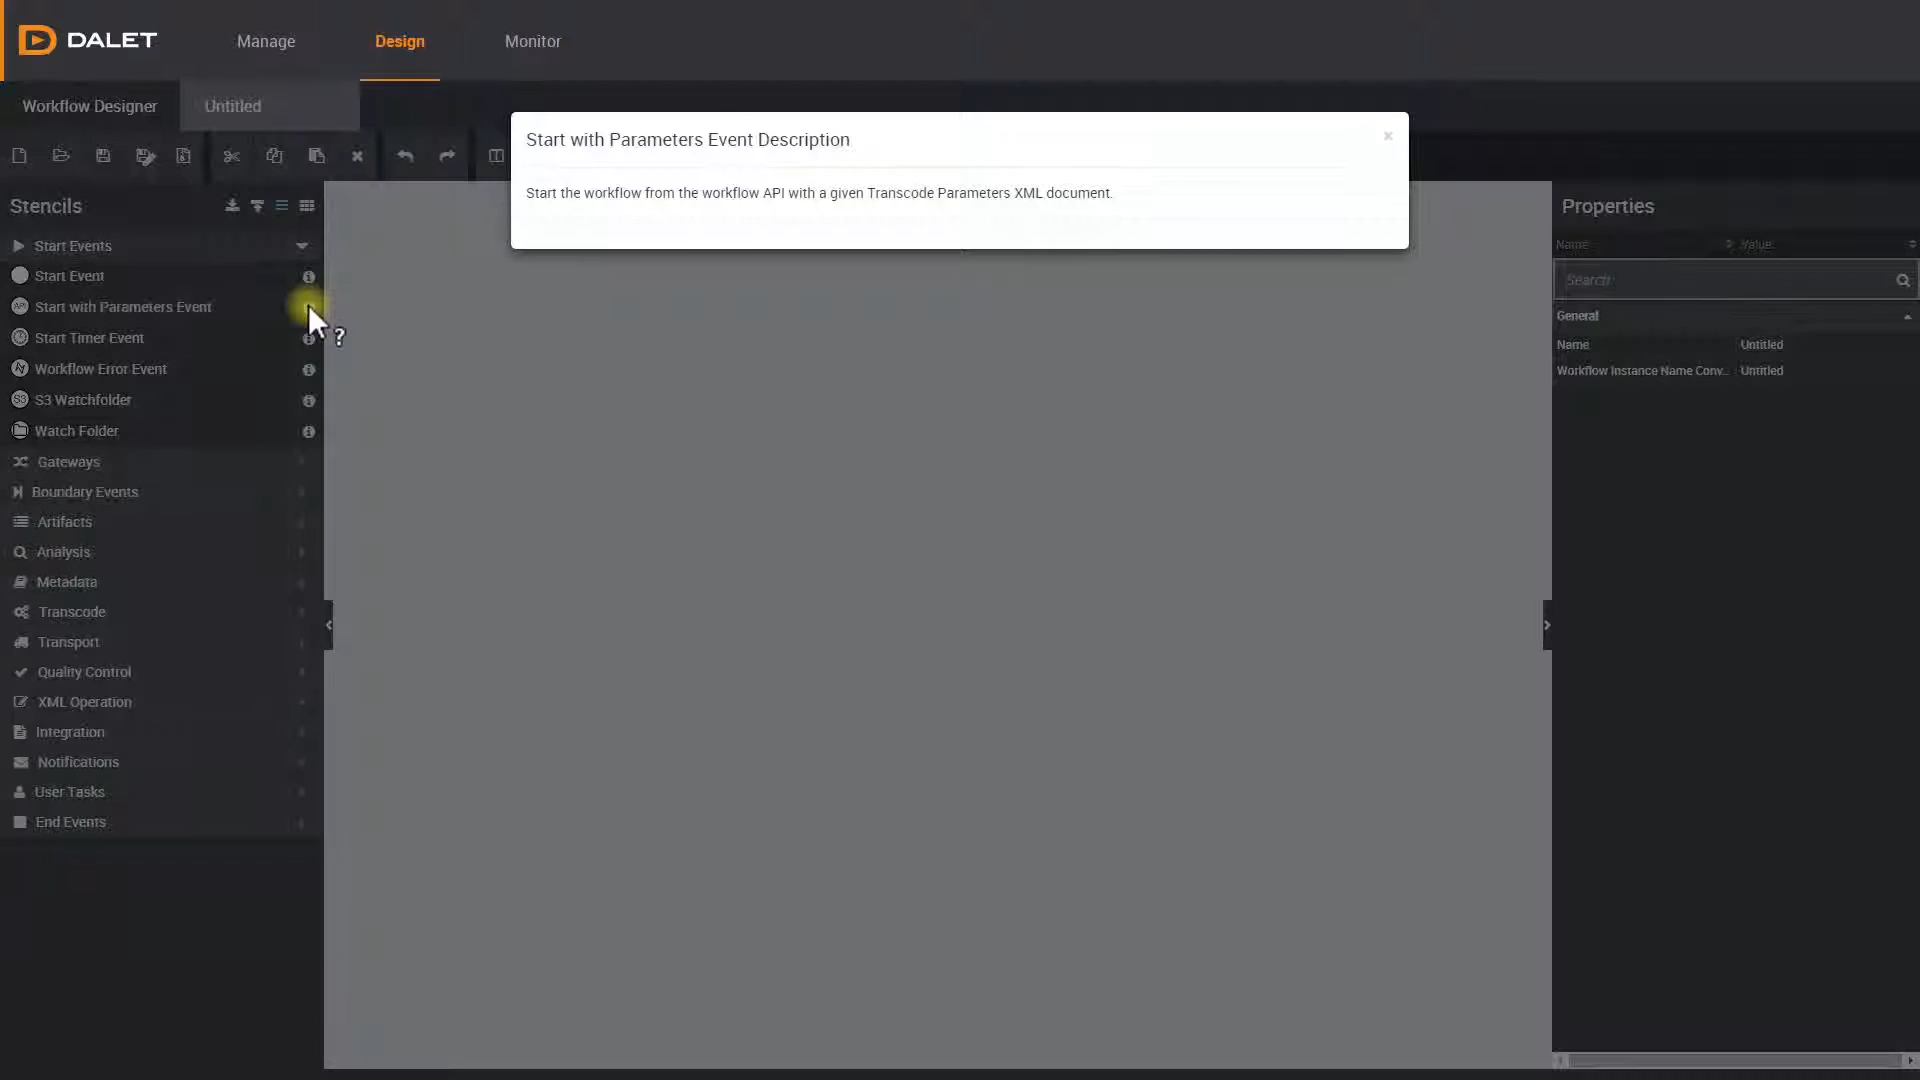 DALET
Manage
Design
Monitor
Workflow Designer
Untitled
Start with Parameters Event Description
×
Start the workflow from the workflow API with a given Transcode Parameters XML document.
Stencils
Start Events
Start Event
API
Start with Parameters Event
?
Start Timer Event
Workflow Error Event
S3
S3 Watchfolder
Watch Folder
Gateways
Boundary Events
Artifacts
Analysis
Metadata
Transcode
Transport
Quality Control
XML Operation
Integration
Notifications
User Tasks
End Events
Properties
Name
Value
Search
General
Name
Untitled
Workflow Instance Name Conv...
Untitled